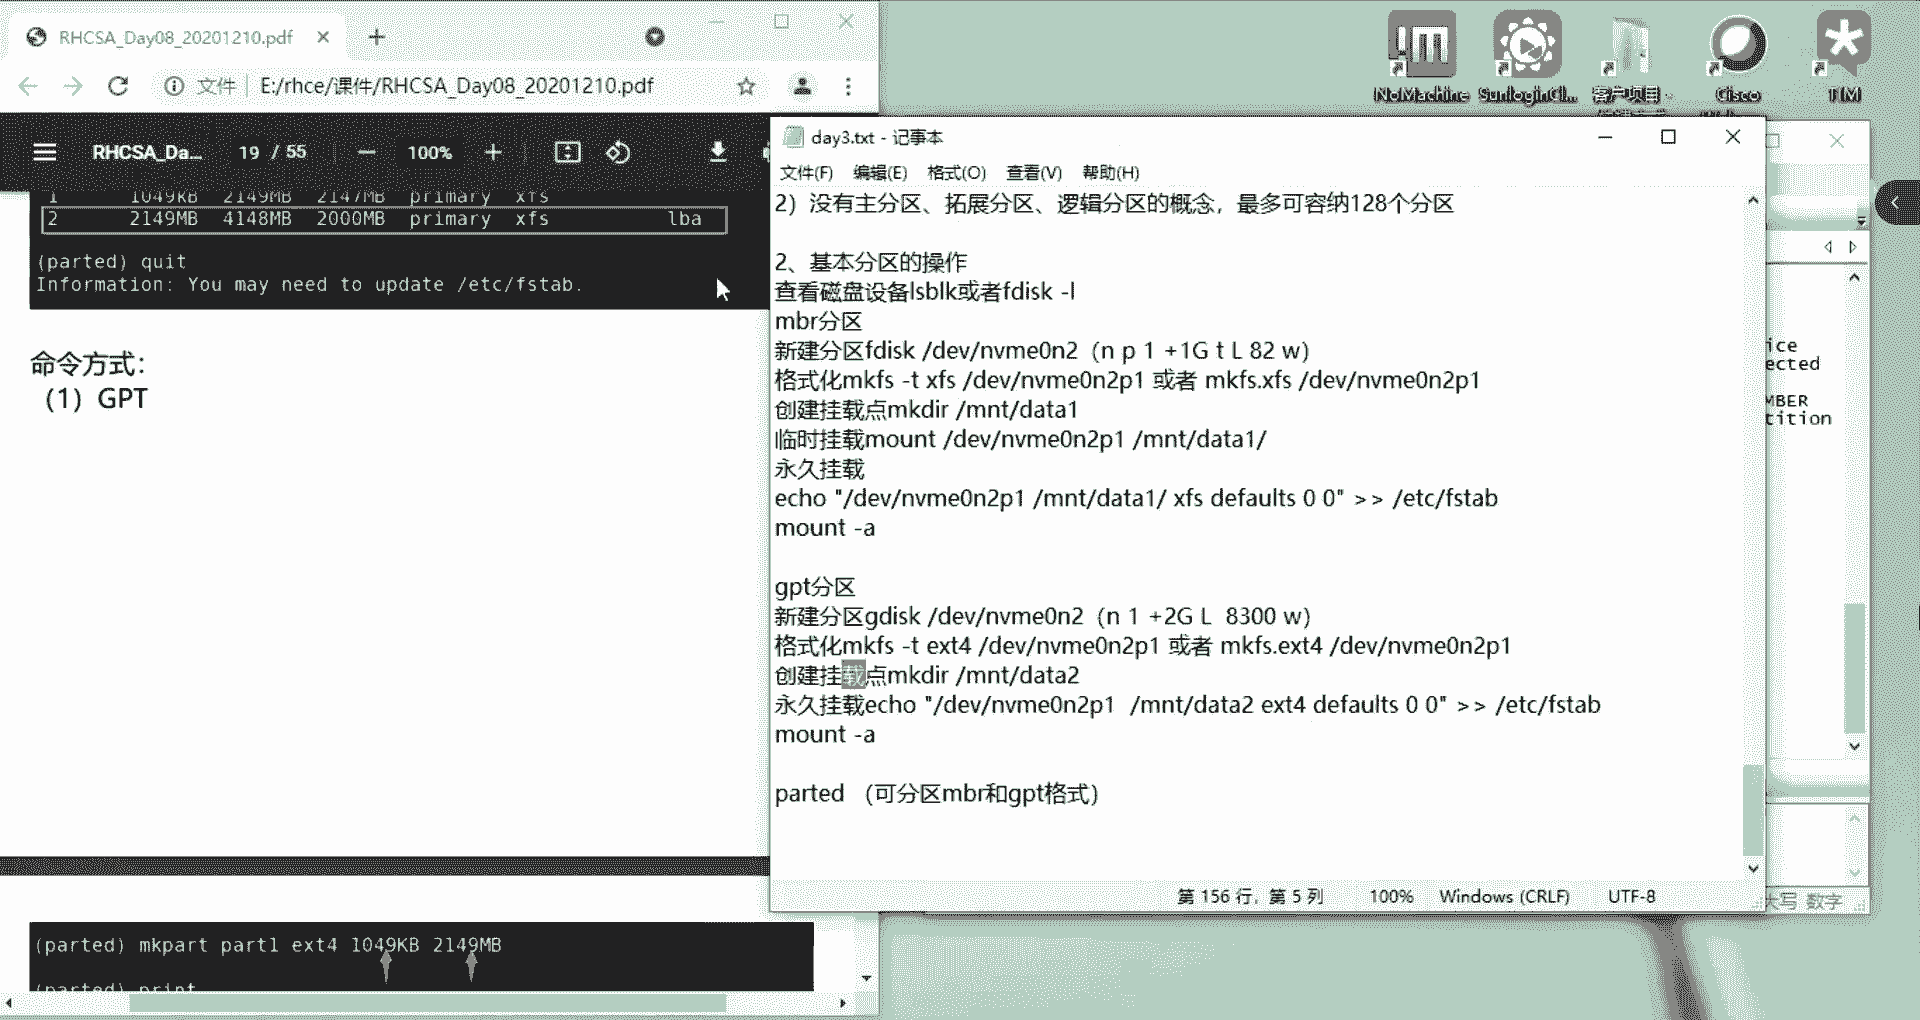 RHCSA_Day08_20201210.pdf
文件
E:/rhce/课件/RHCSA_Day08_20201210.pdf
RHCSA_Da...
19 / 55
100%
1 1049KB 2149MB 2147MB primary xfs
2 2149MB 4148MB 2000MB primary xfs lba
(parted) quit
Information: You may need to update /etc/fstab.
命令方式：
（1）GPT
(parted) mkpart part1 ext4 1049KB 2149MB
(parted) print
day3.txt - 记事本
文件(F) 编辑(E) 格式(O) 查看(V) 帮助(H)
2）没有主分区、拓展分区、逻辑分区的概念，最多可容纳128个分区
2、基本分区的操作
查看磁盘设备lsblk或者fdisk -l
mbr分区
新建分区fdisk /dev/nvme0n2（n p 1 +1G t L 82 w）
格式化mkfs -t xfs /dev/nvme0n2p1 或者 mkfs.xfs /dev/nvme0n2p1
创建挂载点mkdir /mnt/data1
临时挂载mount /dev/nvme0n2p1 /mnt/data1/
永久挂载
echo "/dev/nvme0n2p1 /mnt/data1/ xfs defaults 0 0" >> /etc/fstab
mount -a
gpt分区
新建分区gdisk /dev/nvme0n2（n 1 +2G L  8300 w）
格式化mkfs -t ext4 /dev/nvme0n2p1 或者 mkfs.ext4 /dev/nvme0n2p1
创建挂载点mkdir /mnt/data2
永久挂载echo "/dev/nvme0n2p1  /mnt/data2 ext4 defaults 0 0" >> /etc/fstab
mount -a
parted （可分区mbr和gpt格式）
第 156 行，第 5 列
100%
Windows (CRLF)
UTF-8
NoMachine
SunloginCl...
客户项目 -
Cisco
TIM
ice
ected
MBER
tition
大写 数字